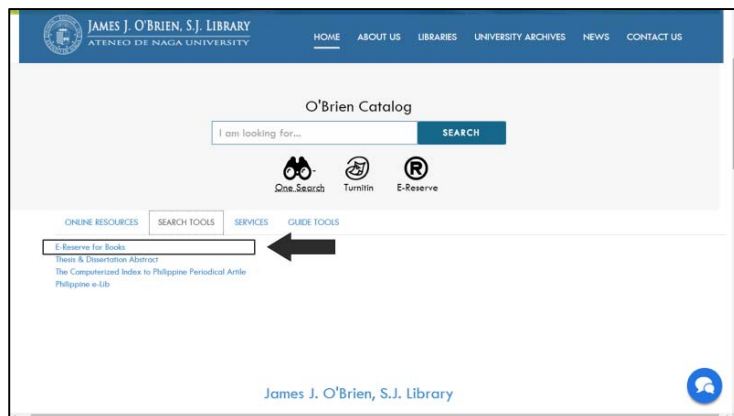 JAMES J. O'BRIEN, S.J. LIBRARY
ATENEO DE NAGA UNIVERSITY
HOME ABOUT US LIBRARIES UNIVERSITY ARCHIVES NEWS CONTACT US
O'Brien Catalog
I am looking for... SEARCH
One Search Turnitin E-Reserve
ONLINE RESOURCES SEARCH TOOLS SERVICES GUIDE TOOLS
E-Reserve for Books
Thesis & Dissertation Abstract
The Computerized Index to Philippine Periodical Artile
Philippine e-Lib
James J. O'Brien, S.J. Library